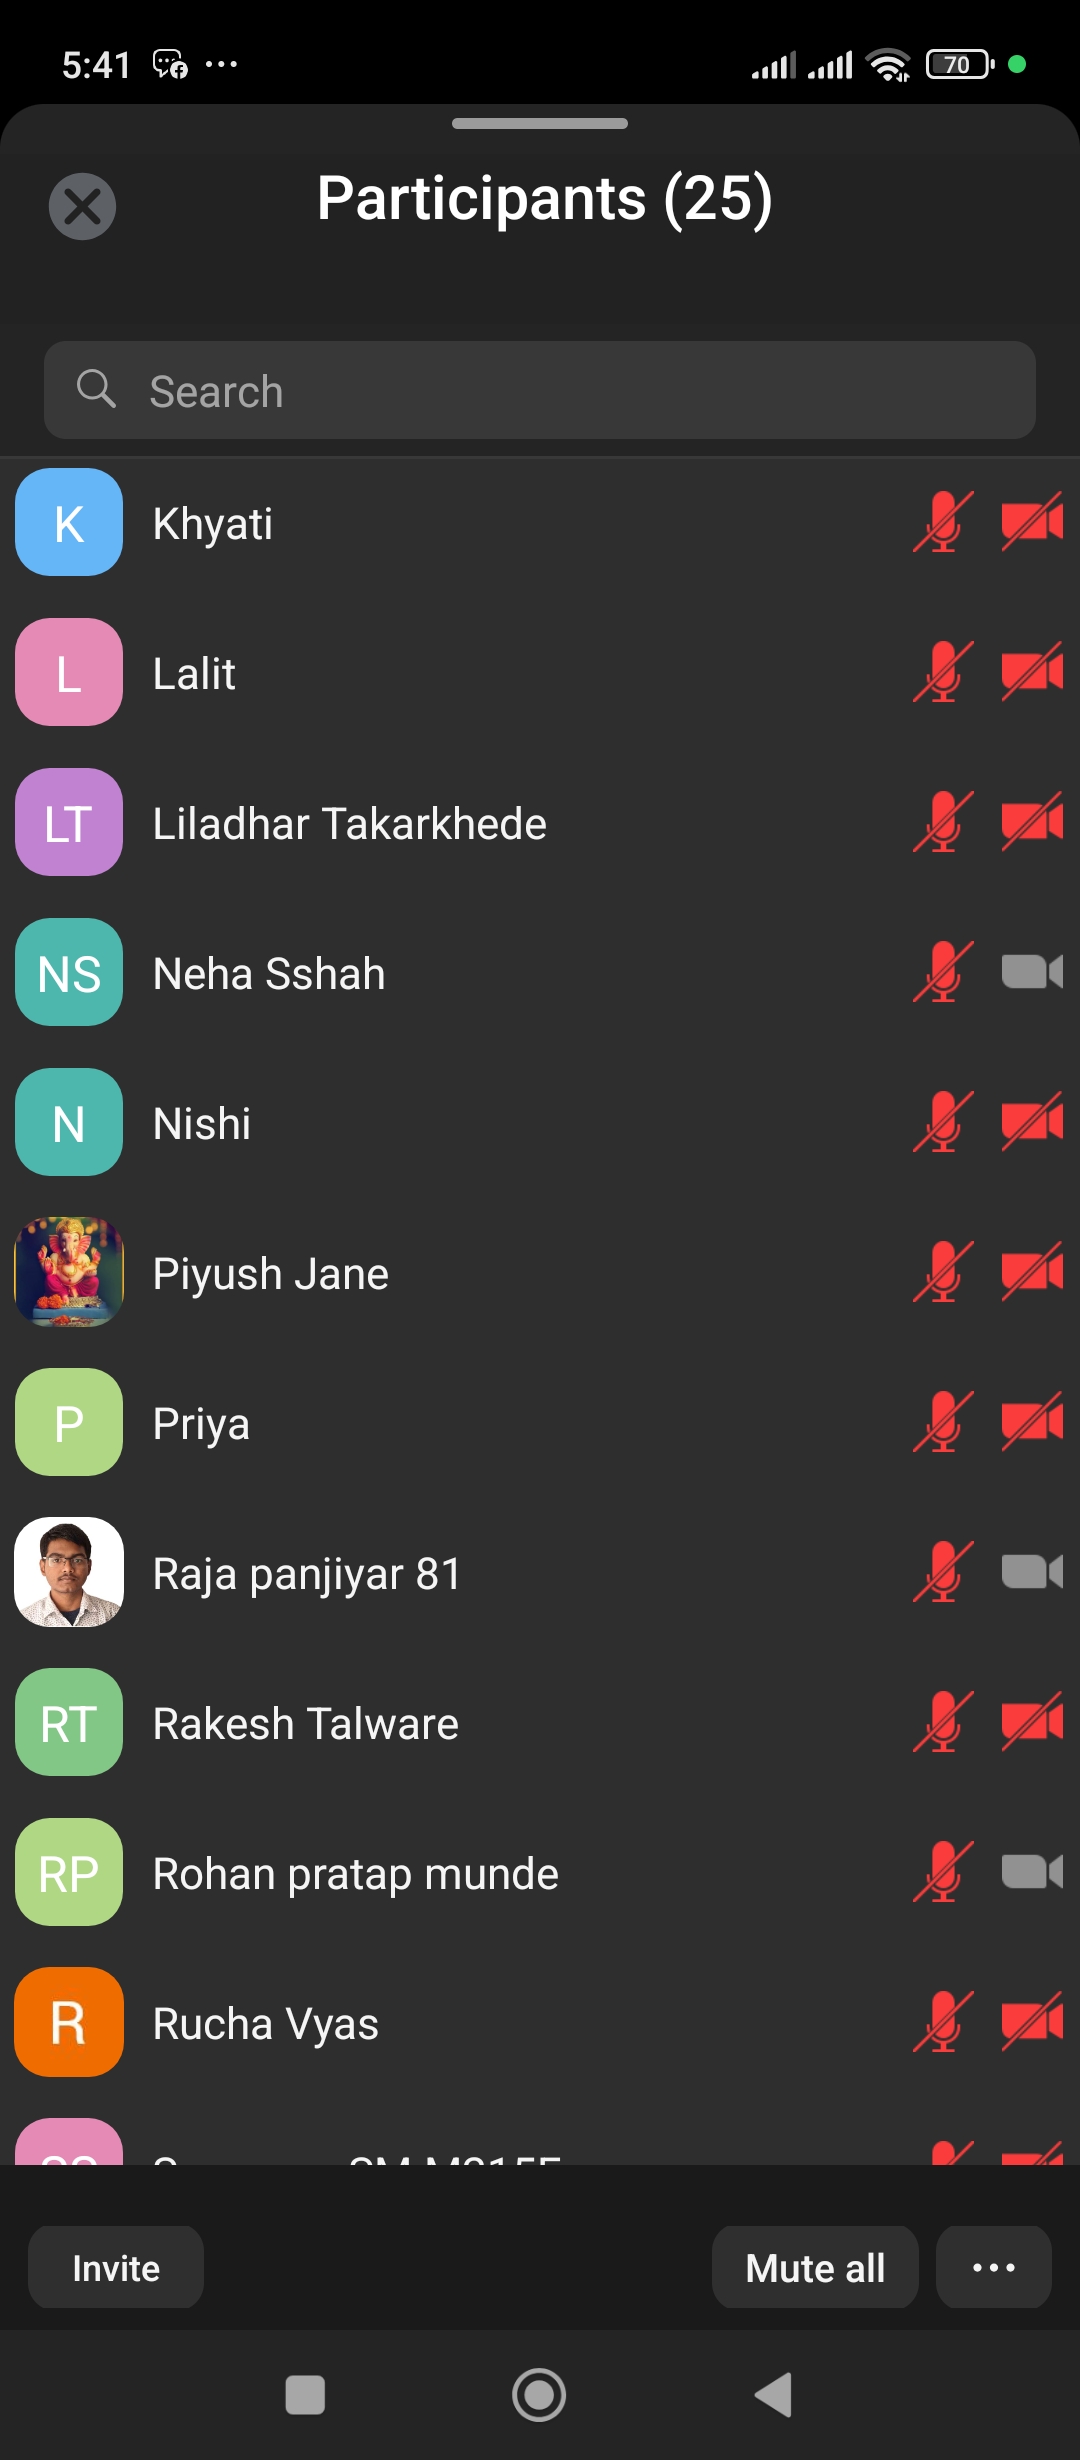 5:41
70
Participants (25)
Search
K Khyati
L Lalit
LT Liladhar Takarkhede
NS Neha Sshah
N Nishi
Piyush Jane
P Priya
Raja panjiyar 81
RT Rakesh Talware
RP Rohan pratap munde
R Rucha Vyas
Invite Mute all